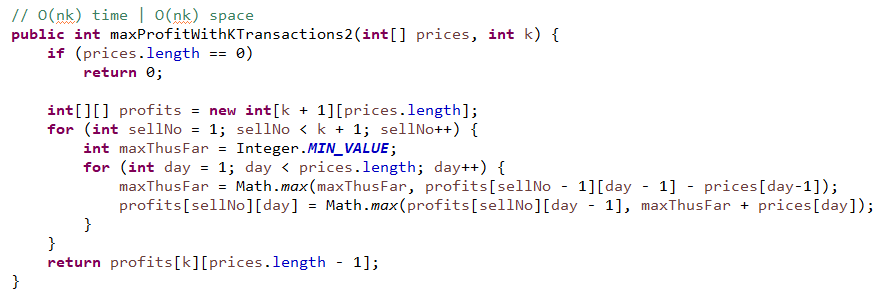 // O(nk) time | O(nk) space
public int maxProfitWithKTransactions2(int[] prices, int k) {
    if (prices.length == 0)
        return 0;

    int[][] profits = new int[k + 1][prices.length];
    for (int sellNo = 1; sellNo < k + 1; sellNo++) {
        int maxThusFar = Integer.MIN_VALUE;
        for (int day = 1; day < prices.length; day++) {
            maxThusFar = Math.max(maxThusFar, profits[sellNo - 1][day - 1] - prices[day-1]);
            profits[sellNo][day] = Math.max(profits[sellNo][day - 1], maxThusFar + prices[day]);
        }
    }
    return profits[k][prices.length - 1];
}